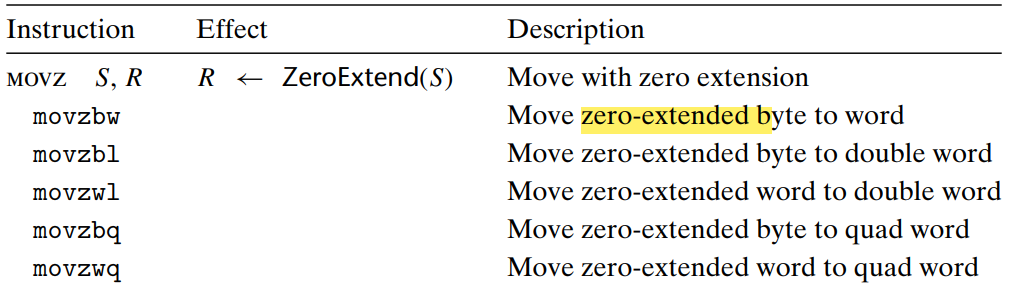 Instruction Effect Description
MOVZ S, R R ← ZeroExtend(S) Move with zero extension
movzbw Move zero-extended byte to word
movzbl Move zero-extended byte to double word
movzwl Move zero-extended word to double word
movzbq Move zero-extended byte to quad word
movzwq Move zero-extended word to quad word